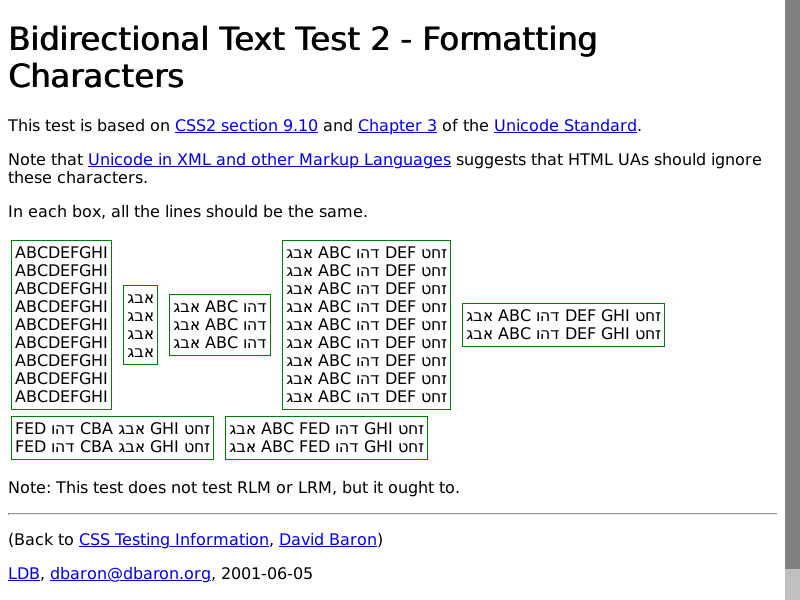 Bidirectional Text Test 2 - Formatting
Characters
This test is based on CSS2 section 9.10 and Chapter 3 of the Unicode Standard.
Note that Unicode in XML and other Markup Languages suggests that HTML UAs should ignore
these characters.
In each box, all the lines should be the same.
ABCDEFGHI
ABCDEFGHI
ABCDEFGHI
ABCDEFGHI
ABCDEFGHI
ABCDEFGHI
ABCDEFGHI
ABCDEFGHI
ABCDEFGHI
אבג
אבג
אבג
אבג
אבג ABC דהו
אבג ABC דהו
אבג ABC דהו
אבג ABC דהו DEF זחט
אבג ABC דהו DEF זחט
אבג ABC דהו DEF זחט
אבג ABC דהו DEF זחט
אבג ABC דהו DEF זחט
אבג ABC דהו DEF זחט
אבג ABC דהו DEF זחט
אבג ABC דהו DEF זחט
אבג ABC דהו DEF זחט
אבג ABC דהו DEF GHI זחט
אבג ABC דהו DEF GHI זחט
FED דהו CBA אבג GHI זחט
FED דהו CBA אבג GHI זחט
אבג ABC FED דהו GHI זחט
אבג ABC FED דהו GHI זחט
Note: This test does not test RLM or LRM, but it ought to.
(Back to CSS Testing Information, David Baron)
LDB, dbaron@dbaron.org, 2001-06-05